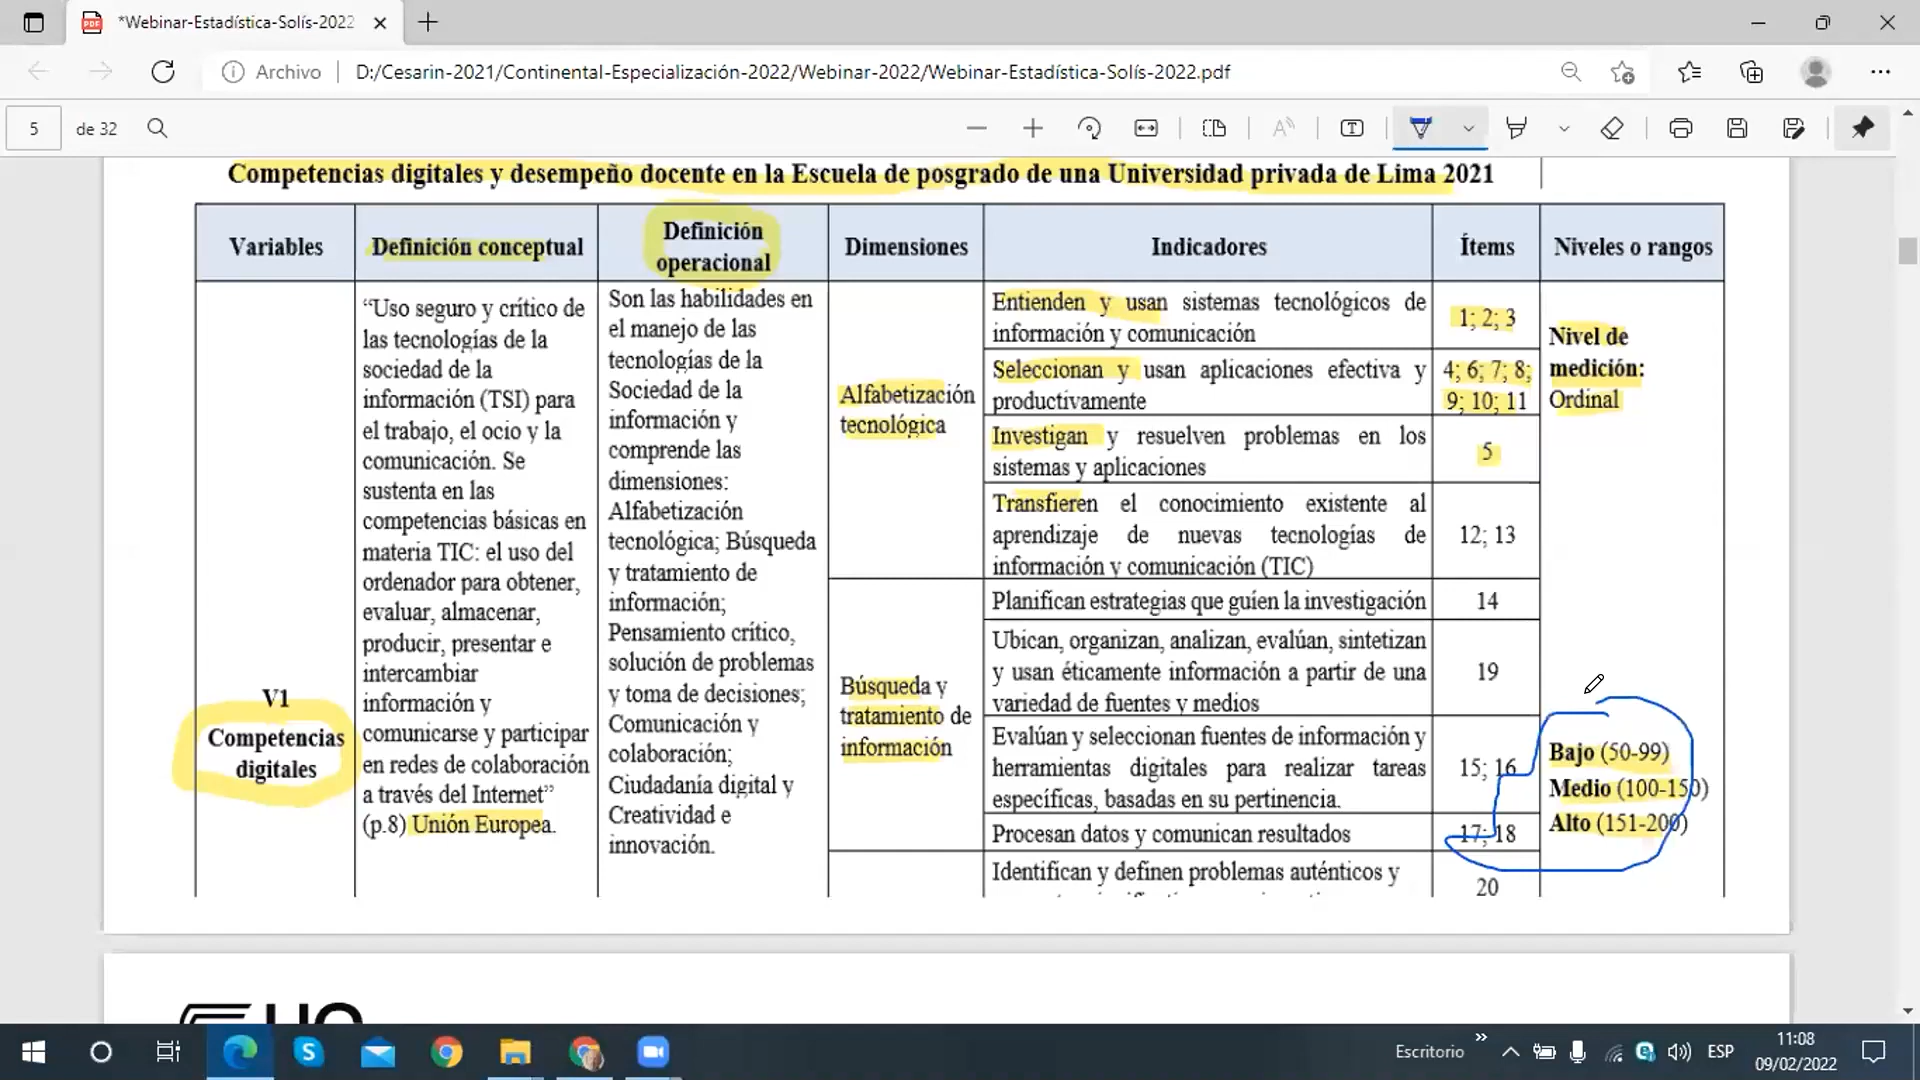 *Webinar-Estadística-Solís-2022
Archivo
D:/Cesarin-2021/Continental-Especialización-2022/Webinar-2022/Webinar-Estadística-Solís-2022.pdf
5 de 32
Competencias digitales y desempeño docente en la Escuela de posgrado de una Universidad privada de Lima 2021
Variables
Definición conceptual
Definición
operacional
Dimensiones
Indicadores
Ítems
Niveles o rangos
V1
Competencias
digitales
“Uso seguro y crítico de
las tecnologías de la
sociedad de la
información (TSI) para
el trabajo, el ocio y la
comunicación. Se
sustenta en las
competencias básicas en
materia TIC: el uso del
ordenador para obtener,
evaluar, almacenar,
producir, presentar e
intercambiar
información y
comunicarse y participar
en redes de colaboración
a través del Internet”
(p.8) Unión Europea.
Son las habilidades en
el manejo de las
tecnologías de la
Sociedad de la
información y
comprende las
dimensiones:
Alfabetización
tecnológica; Búsqueda
y tratamiento de
información;
Pensamiento crítico,
solución de problemas
y toma de decisiones;
Comunicación y
colaboración;
Ciudadanía digital y
Creatividad e
innovación.
Alfabetización
tecnológica
Entienden y usan sistemas tecnológicos de
información y comunicación
1; 2; 3
Seleccionan y usan aplicaciones efectiva y
productivamente
4; 6; 7; 8;
9; 10; 11
Investigan y resuelven problemas en los
sistemas y aplicaciones
5
Transfieren el conocimiento existente al
aprendizaje de nuevas tecnologías de
información y comunicación (TIC)
12; 13
Búsqueda y
tratamiento de
información
Planifican estrategias que guíen la investigación
14
Ubican, organizan, analizan, evalúan, sintetizan
y usan éticamente información a partir de una
variedad de fuentes y medios
19
Evalúan y seleccionan fuentes de información y
herramientas digitales para realizar tareas
específicas, basadas en su pertinencia.
15; 16
Procesan datos y comunican resultados
17; 18
Identifican y definen problemas auténticos y
20
Nivel de
medición:
Ordinal
Bajo (50-99)
Medio (100-150)
Alto (151-200)
Escritorio
ESP
11:08
09/02/2022